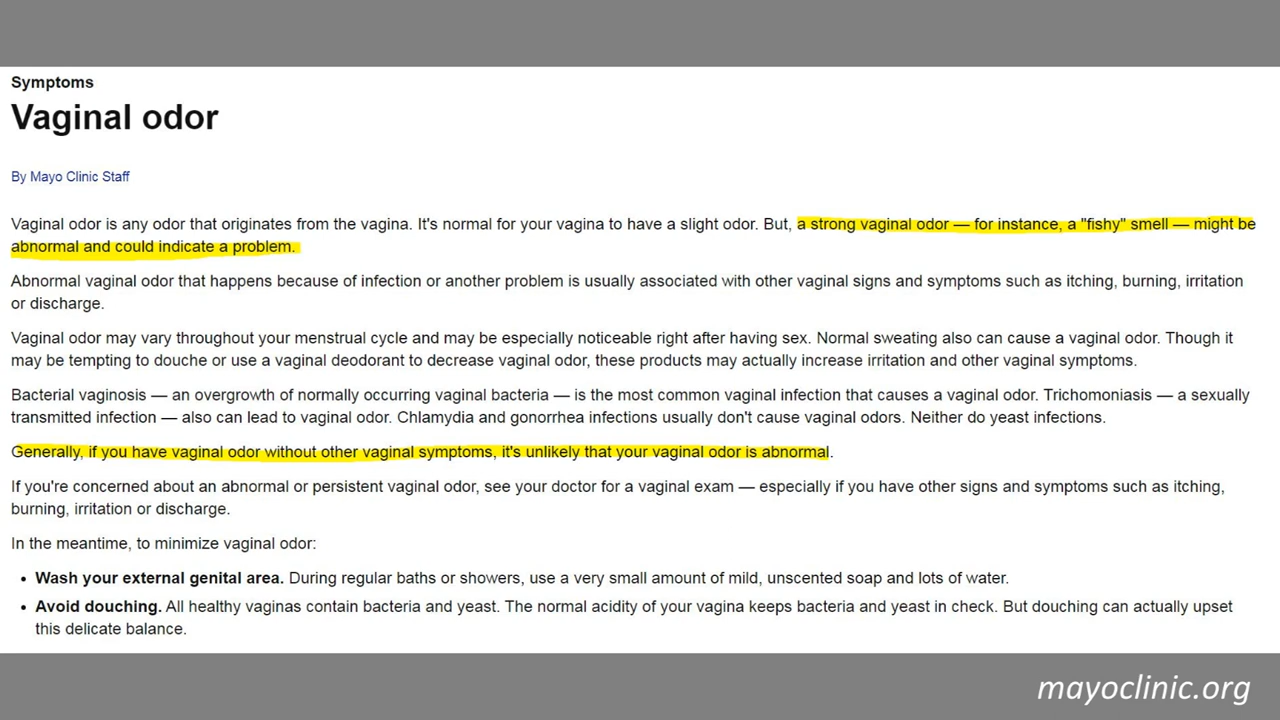 Symptoms
Vaginal odor
By Mayo Clinic Staff
Vaginal odor is any odor that originates from the vagina. It's normal for your vagina to have a slight odor. But, a strong vaginal odor — for instance, a "fishy" smell — might be
abnormal and could indicate a problem.
Abnormal vaginal odor that happens because of infection or another problem is usually associated with other vaginal signs and symptoms such as itching, burning, irritation
or discharge.
Vaginal odor may vary throughout your menstrual cycle and may be especially noticeable right after having sex. Normal sweating also can cause a vaginal odor. Though it
may be tempting to douche or use a vaginal deodorant to decrease vaginal odor, these products may actually increase irritation and other vaginal symptoms.
Bacterial vaginosis — an overgrowth of normally occurring vaginal bacteria — is the most common vaginal infection that causes a vaginal odor. Trichomoniasis — a sexually
transmitted infection — also can lead to vaginal odor. Chlamydia and gonorrhea infections usually don't cause vaginal odors. Neither do yeast infections.
Generally, if you have vaginal odor without other vaginal symptoms, it's unlikely that your vaginal odor is abnormal.
If you're concerned about an abnormal or persistent vaginal odor, see your doctor for a vaginal exam — especially if you have other signs and symptoms such as itching,
burning, irritation or discharge.
In the meantime, to minimize vaginal odor:
• Wash your external genital area. During regular baths or showers, use a very small amount of mild, unscented soap and lots of water.
• Avoid douching. All healthy vaginas contain bacteria and yeast. The normal acidity of your vagina keeps bacteria and yeast in check. But douching can actually upset
this delicate balance.
mayoclinic.org